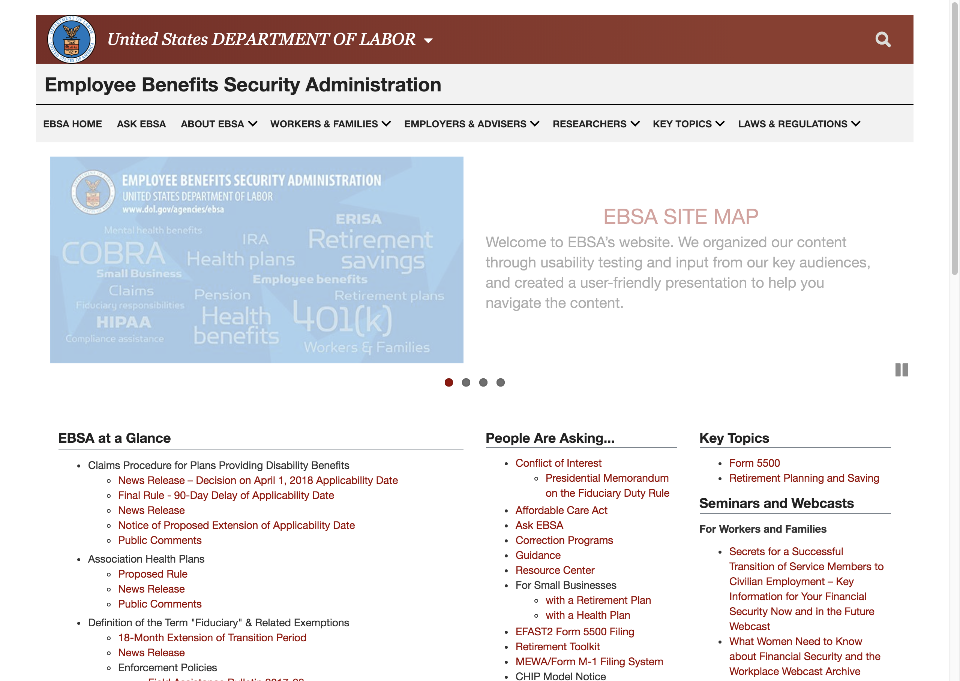 United States DEPARTMENT OF LABOR
Employee Benefits Security Administration
EBSA HOME ASK EBSA ABOUT EBSA WORKERS & FAMILIES EMPLOYERS & ADVISERS RESEARCHERS KEY TOPICS LAWS & REGULATIONS
EMPLOYEE BENEFITS SECURITY ADMINISTRATION
UNITED STATES DEPARTMENT OF LABOR
www.dol.gov/agencies/ebsa
ERISA
Mental health benefits
IRA
Retirement savings
COBRA
Health plans
Small Business
Employee benefits
Claims
Pension
Retirement plans
Fiduciary responsibilities
Health benefits
401(k)
HIPAA
Compliance assistance
Workers & Families
EBSA SITE MAP
Welcome to EBSA's website. We organized our content
through usability testing and input from our key audiences,
and created a user-friendly presentation to help you
navigate the content.
EBSA at a Glance
Claims Procedure for Plans Providing Disability Benefits
News Release – Decision on April 1, 2018 Applicability Date
Final Rule - 90-Day Delay of Applicability Date
News Release
Notice of Proposed Extension of Applicability Date
Public Comments
Association Health Plans
Proposed Rule
News Release
Public Comments
Definition of the Term "Fiduciary" & Related Exemptions
18-Month Extension of Transition Period
News Release
Enforcement Policies
People Are Asking...
Conflict of Interest
Presidential Memorandum
on the Fiduciary Duty Rule
Affordable Care Act
Ask EBSA
Correction Programs
Guidance
Resource Center
For Small Businesses
with a Retirement Plan
with a Health Plan
EFAST2 Form 5500 Filing
Retirement Toolkit
MEWA/Form M-1 Filing System
CHIP Model Notice
Key Topics
Form 5500
Retirement Planning and Saving
Seminars and Webcasts
For Workers and Families
Secrets for a Successful
Transition of Service Members to
Civilian Employment – Key
Information for Your Financial
Security Now and in the Future
Webcast
What Women Need to Know
about Financial Security and the
Workplace Webcast Archive